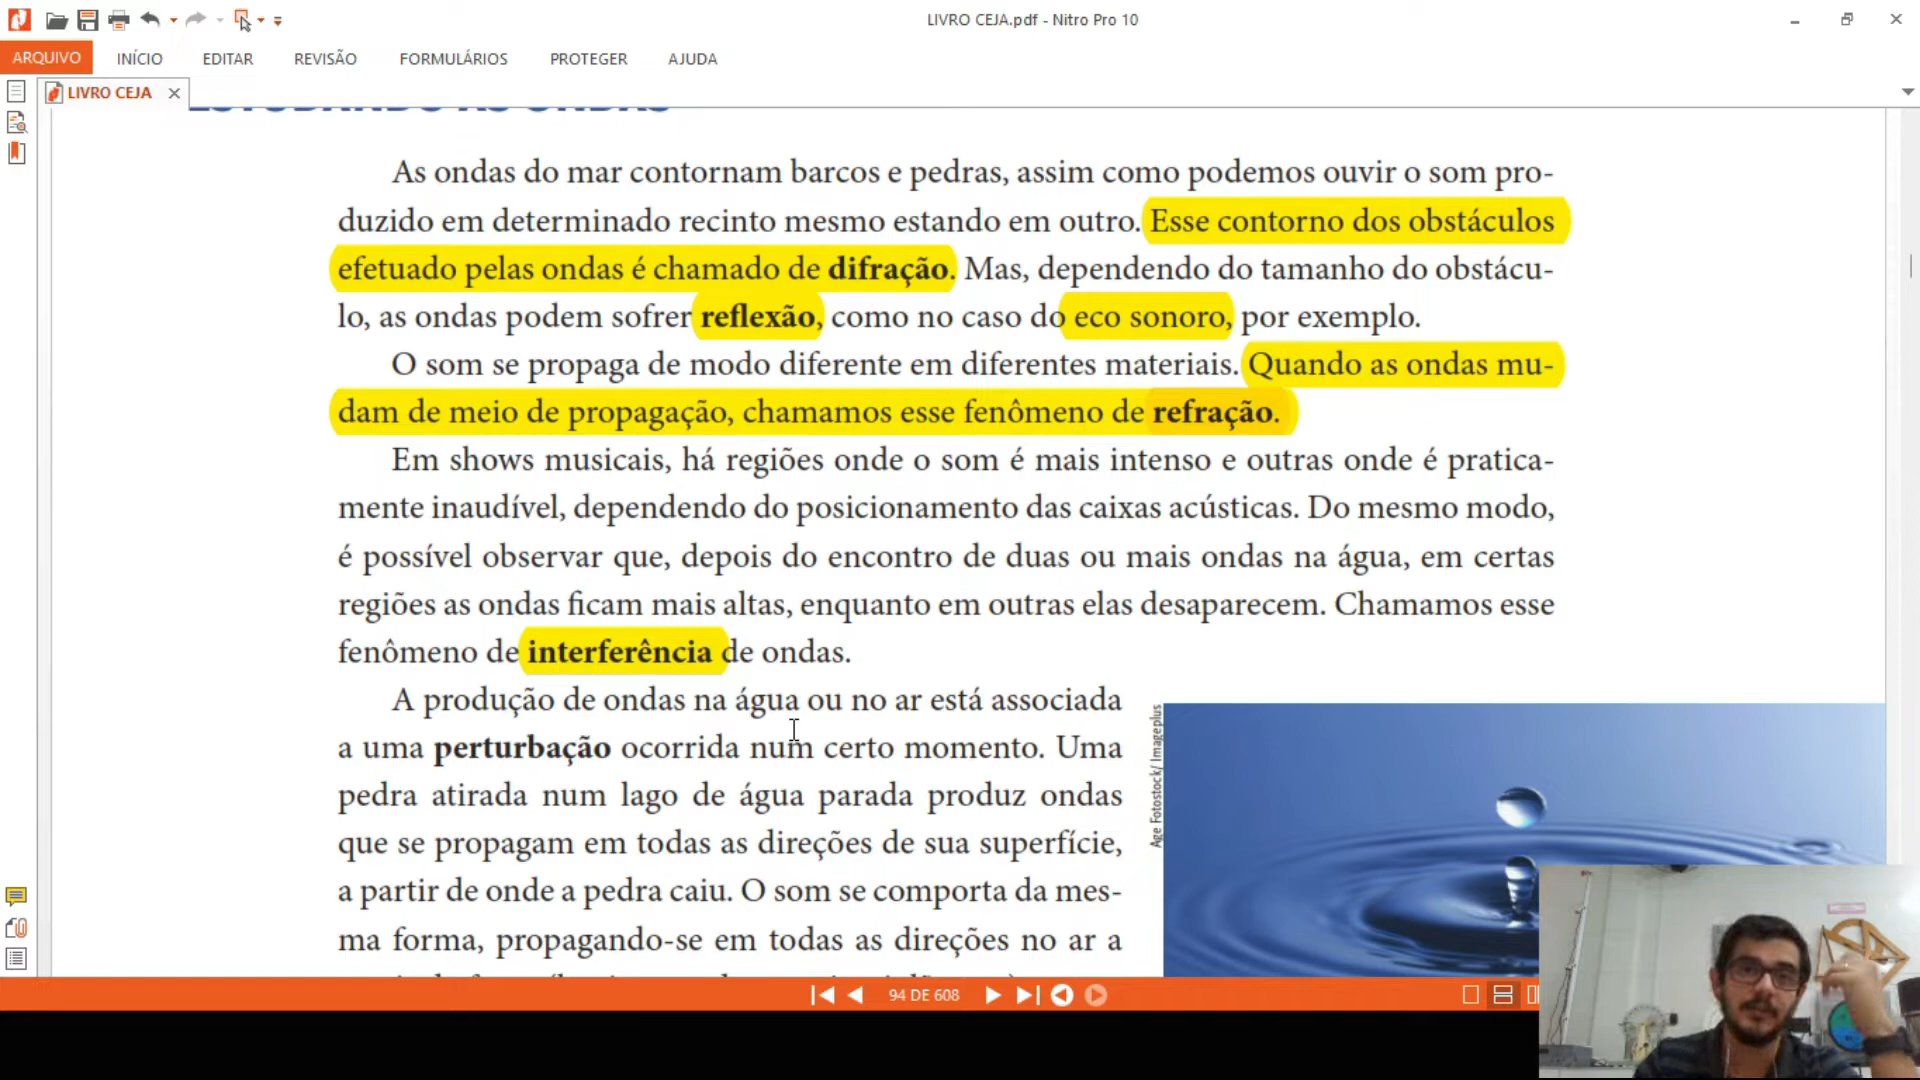 LIVRO CEJA.pdf - Nitro Pro 10
ARQUIVO INÍCIO EDITAR REVISÃO FORMULÁRIOS PROTEGER AJUDA
LIVRO CEJA
ESTUDANDO AS ONDAS
As ondas do mar contornam barcos e pedras, assim como podemos ouvir o som pro-
duzido em determinado recinto mesmo estando em outro. Esse contorno dos obstáculos
efetuado pelas ondas é chamado de difração. Mas, dependendo do tamanho do obstácu-
lo, as ondas podem sofrer reflexão, como no caso do eco sonoro, por exemplo.
O som se propaga de modo diferente em diferentes materiais. Quando as ondas mu-
dam de meio de propagação, chamamos esse fenômeno de refração.
Em shows musicais, há regiões onde o som é mais intenso e outras onde é pratica-
mente inaudível, dependendo do posicionamento das caixas acústicas. Do mesmo modo,
é possível observar que, depois do encontro de duas ou mais ondas na água, em certas
regiões as ondas ficam mais altas, enquanto em outras elas desaparecem. Chamamos esse
fenômeno de interferência de ondas.
A produção de ondas na água ou no ar está associada
a uma perturbação ocorrida num certo momento. Uma
pedra atirada num lago de água parada produz ondas
que se propagam em todas as direções de sua superfície,
a partir de onde a pedra caiu. O som se comporta da mes-
ma forma, propagando-se em todas as direções no ar a
Age Fotostock/ Imageplus
94 DE 608